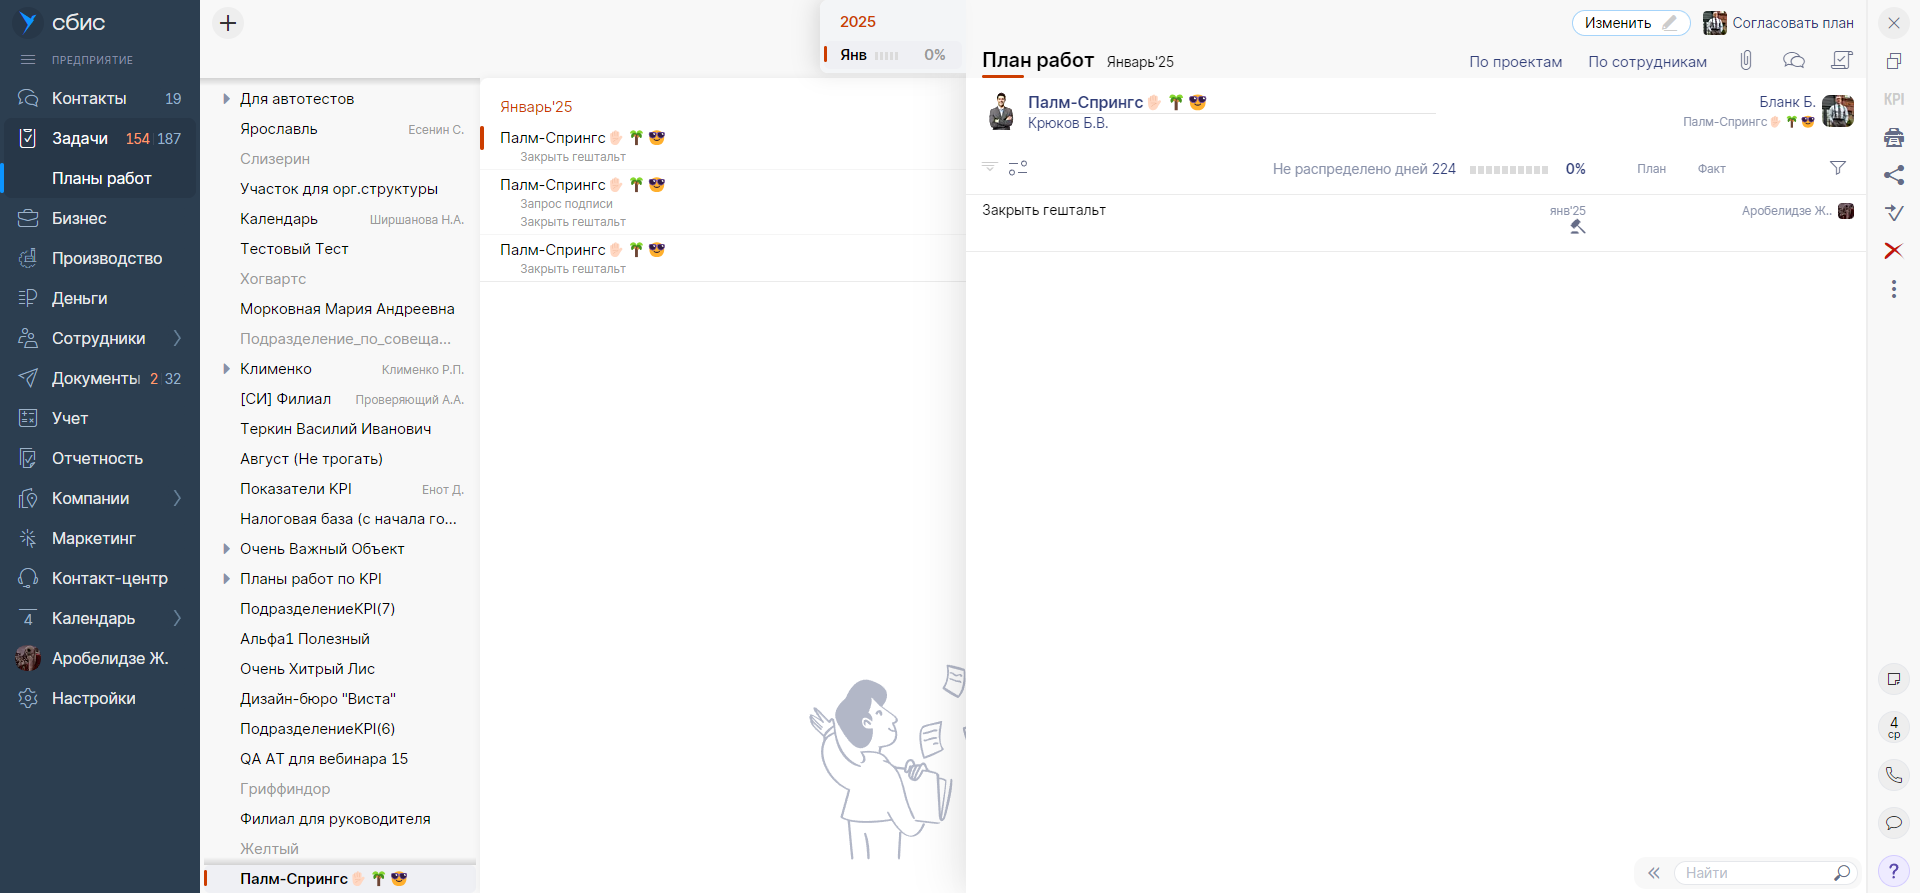 сбис
ПРЕДПРИЯТИЕ
Контакты 19
Задачи 154 187
Планы работ
Бизнес
Производство
Деньги
Сотрудники
Документы 2 32
Учет
Отчетность
Компании
Маркетинг
Контакт-центр
4 Календарь
Аробелидзе Ж.
Настройки
Для автотестов
Ярославль Есенин С.
Слизерин
Участок для орг.структуры
Календарь Ширшанова Н.А.
Тестовый Тест
Хогвартс
Морковная Мария Андреевна
Подразделение_по_совеща...
Клименко Клименко Р.П.
[СИ] Филиал Проверяющий А.А.
Теркин Василий Иванович
Август (Не трогать)
Показатели KPI Енот Д.
Налоговая база (с начала го...
Очень Важный Объект
Планы работ по KPI
ПодразделениеKPI(7)
Альфа1 Полезный
Очень Хитрый Лис
Дизайн-бюро "Виста"
ПодразделениеKPI(6)
QA АТ для вебинара 15
Гриффиндор
Филиал для руководителя
Желтый
Палм-Спрингс✋🏻 🌴 😎
2025
Янв 0%
Январь'25
Палм-Спрингс✋🏻 🌴 😎
Закрыть гештальт
Палм-Спрингс✋🏻 🌴 😎
Запрос подписи
Закрыть гештальт
Палм-Спрингс✋🏻 🌴 😎
Закрыть гештальт
Изменить Согласовать план
План работ Январь'25 По проектам По сотрудникам
Палм-Спрингс✋🏻 🌴 😎
Крюков Б.В.
Бланк Б.
Палм-Спрингс✋🏻 🌴 😎
Не распределено дней 224 0% План Факт
Закрыть гештальт янв'25 Аробелидзе Ж..
Найти
KPI
4
ср
?